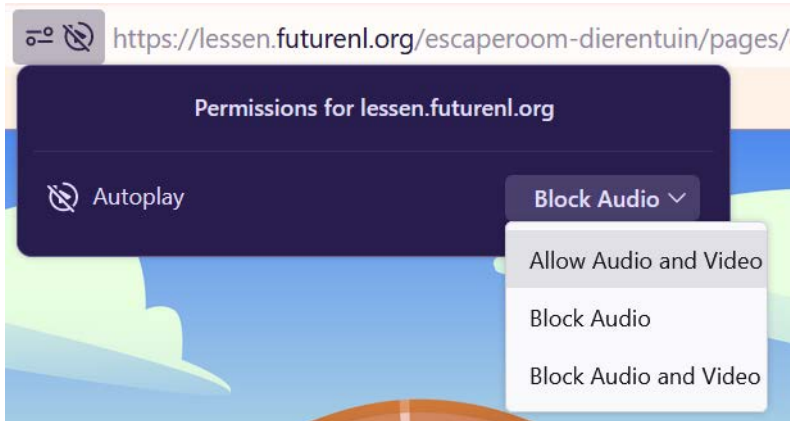 https://lessen.futurenl.org/escaperoom-dierentuin/pages/
Permissions for lessen.futurenl.org
Autoplay
Block Audio
Allow Audio and Video
Block Audio
Block Audio and Video